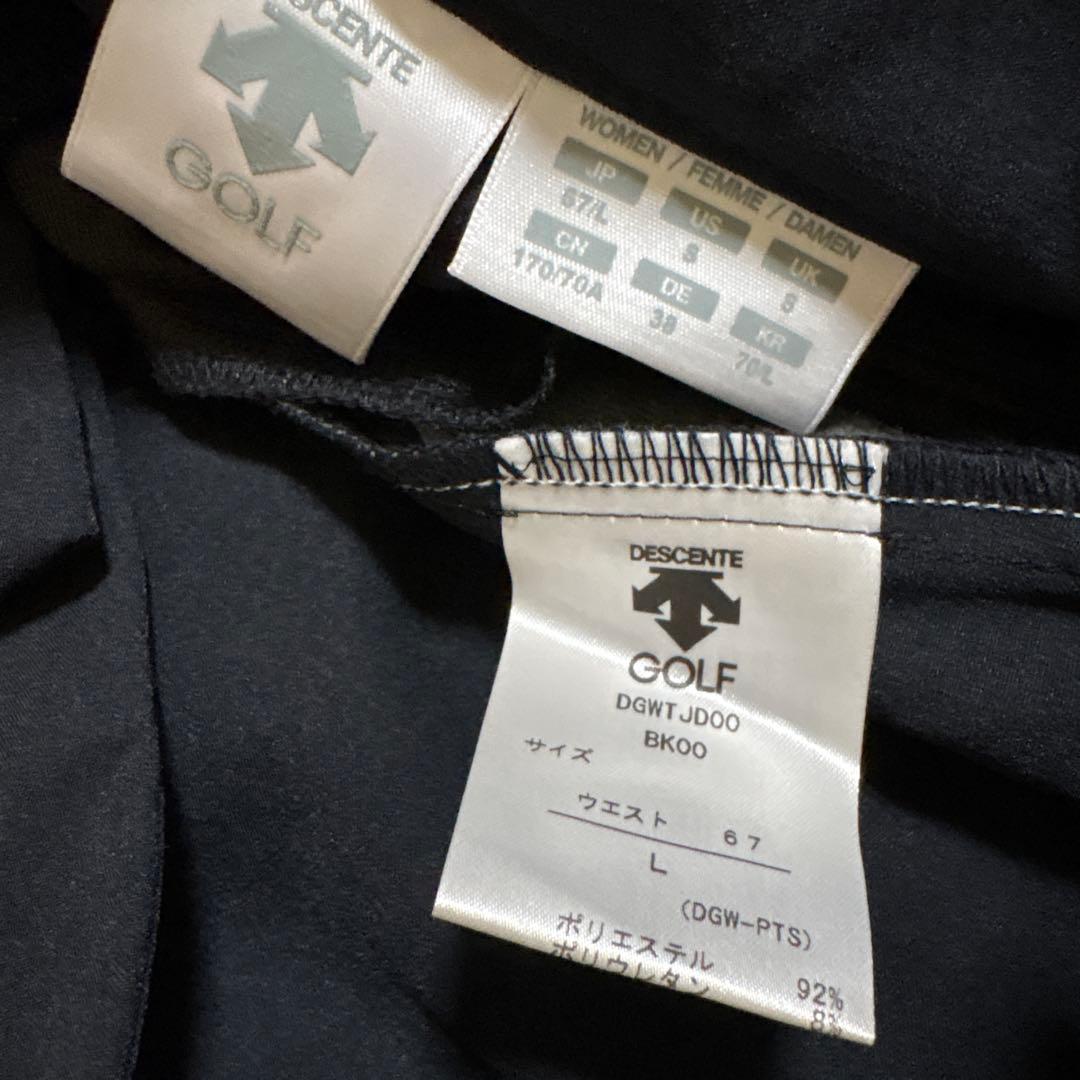 DESCENTE
GOLF
WOMEN / FEMME / DAMEN
JP US UK
67/L S S
CN DE KR
170/70A 38 70/L
DESCENTE
GOLF
DGWTJD00
BK00
サイズ
ウエスト 67
L
(DGW-PTS)
ポリエステル 92%
ポリウレタン 8%